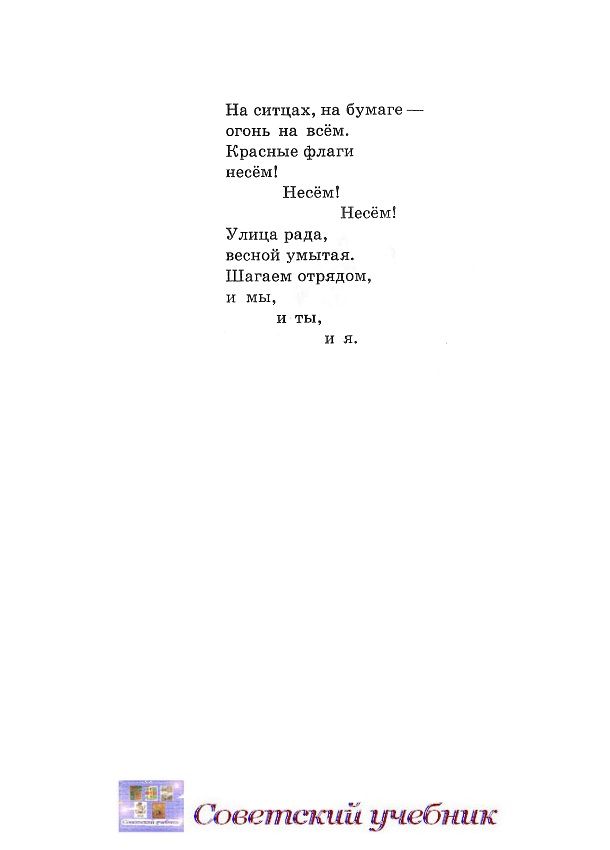 На ситцах, на бумаге —
огонь на всём.
Красные флаги
несём!
Несём!
Несём!
Улица рада,
весной умытая.
Шагаем отрядом,
и мы,
и ты,
и я.
Советский учебник